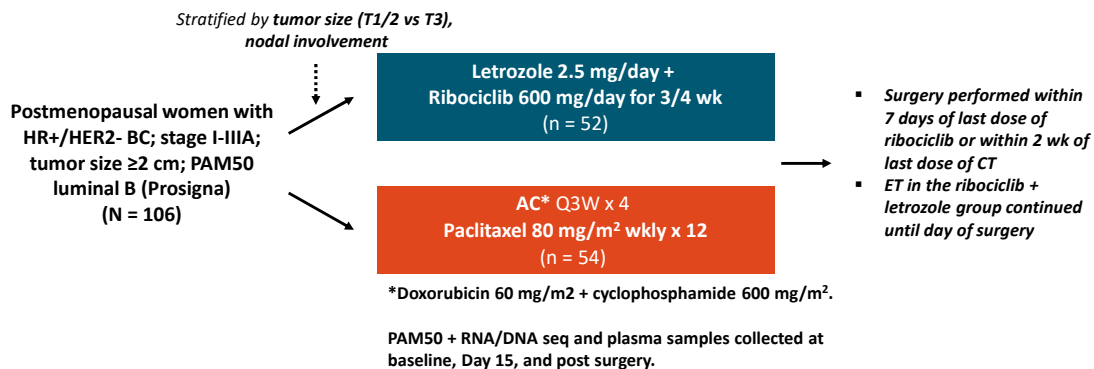 Stratified by tumor size (T1/2 vs T3),
nodal involvement
Postmenopausal women with
HR+/HER2- BC; stage I-IIIA;
tumor size ≥2 cm; PAM50
luminal B (Prosigna)
(N = 106)
Letrozole 2.5 mg/day +
Ribociclib 600 mg/day for 3/4 wk
(n = 52)
AC* Q3W x 4
Paclitaxel 80 mg/m² wkly x 12
(n = 54)
*Doxorubicin 60 mg/m2 + cyclophosphamide 600 mg/m².
PAM50 + RNA/DNA seq and plasma samples collected at
baseline, Day 15, and post surgery.
▪ Surgery performed within
7 days of last dose of
ribociclib or within 2 wk of
last dose of CT
▪ ET in the ribociclib +
letrozole group continued
until day of surgery